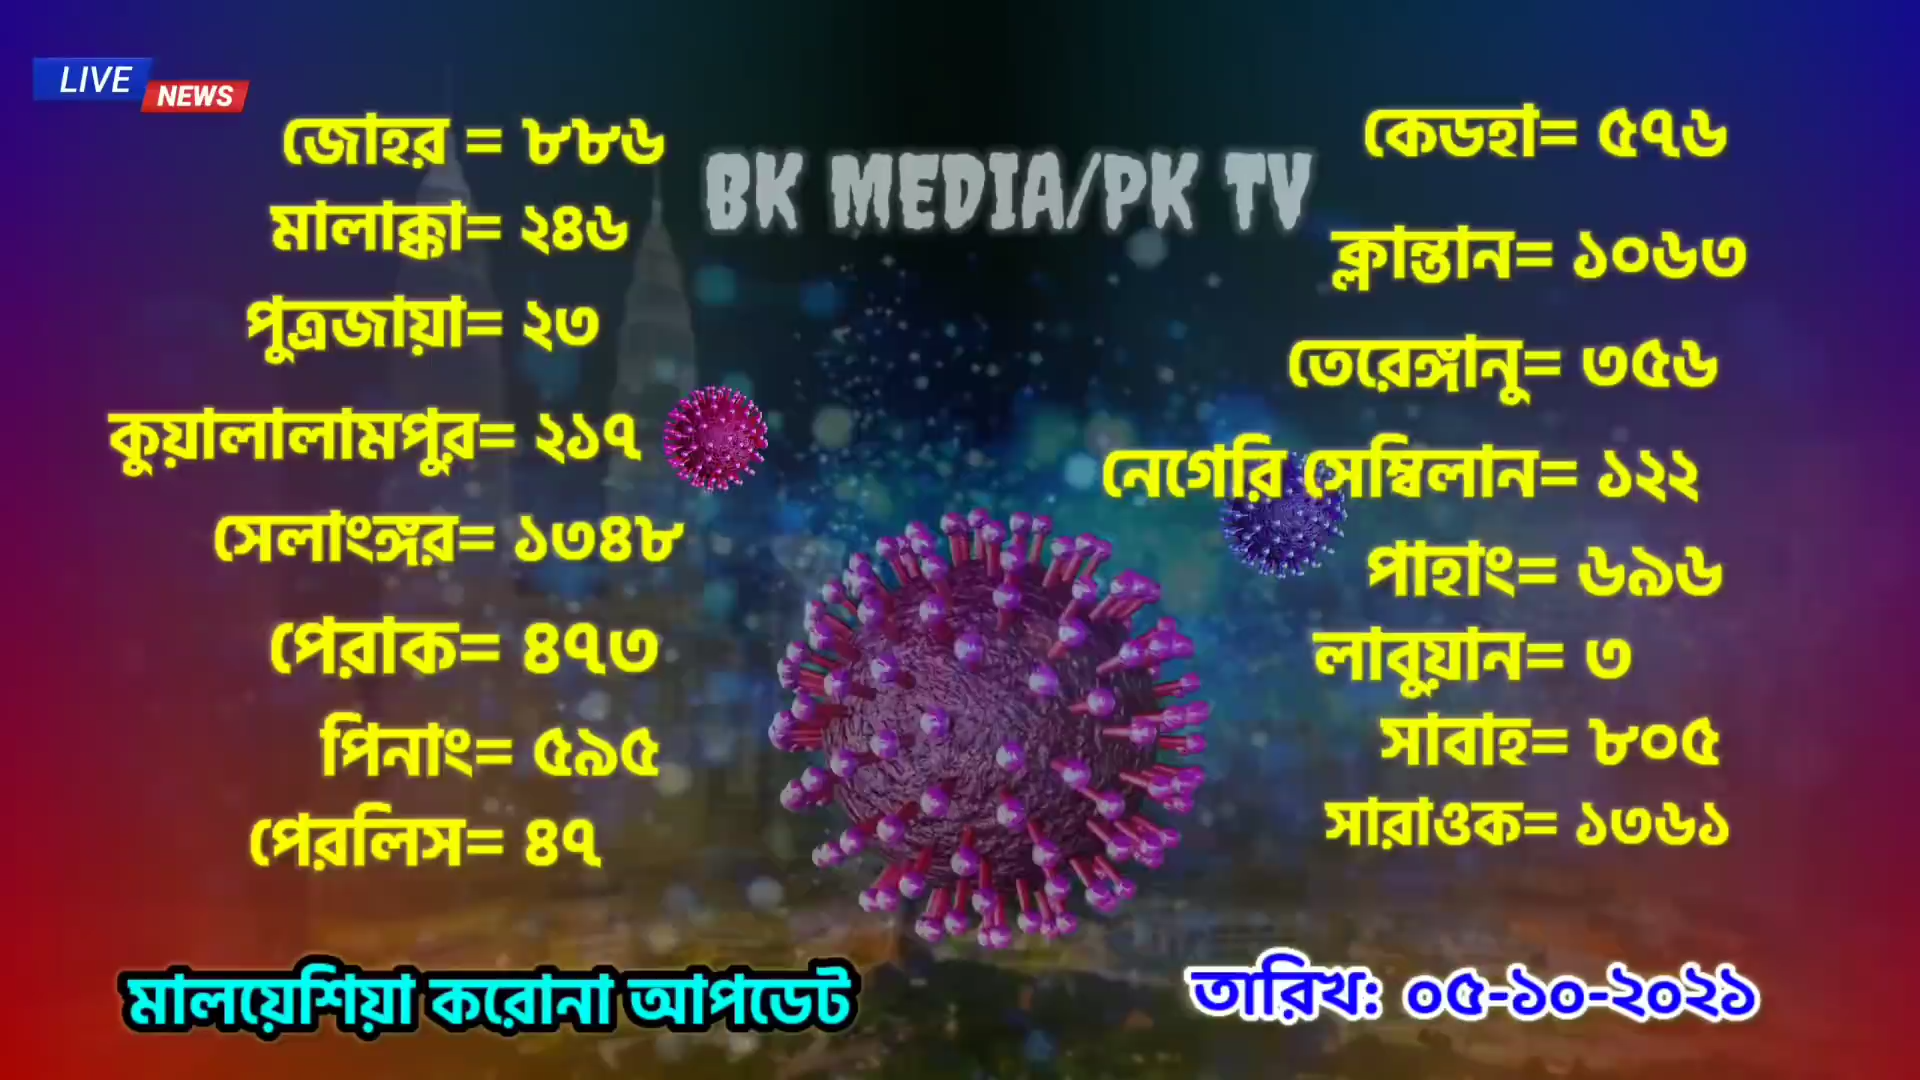 LIVE
NEWS
BK MEDIA/PK TV
জোহর = ৮৮৬
মালাক্কা= ২৪৬
পুত্রজায়া= ২৩
কুয়ালালামপুর= ২১৭
সেলাংঙ্গর= ১৩৪৮
পেরাক= ৪৭৩
পিনাং= ৫৯৫
পেরলিস= ৪৭
কেডহা= ৫৭৬
ক্লান্তান= ১০৬৩
তেরেঙ্গানু= ৩৫৬
নেগেরি সেম্বিলান= ১২২
পাহাং= ৬৯৬
লাবুয়ান= ৩
সাবাহ= ৮০৫
সারাওক= ১৩৬১
মালয়েশিয়া করোনা আপডেট
তারিখ: ০৫-১০-২০২১